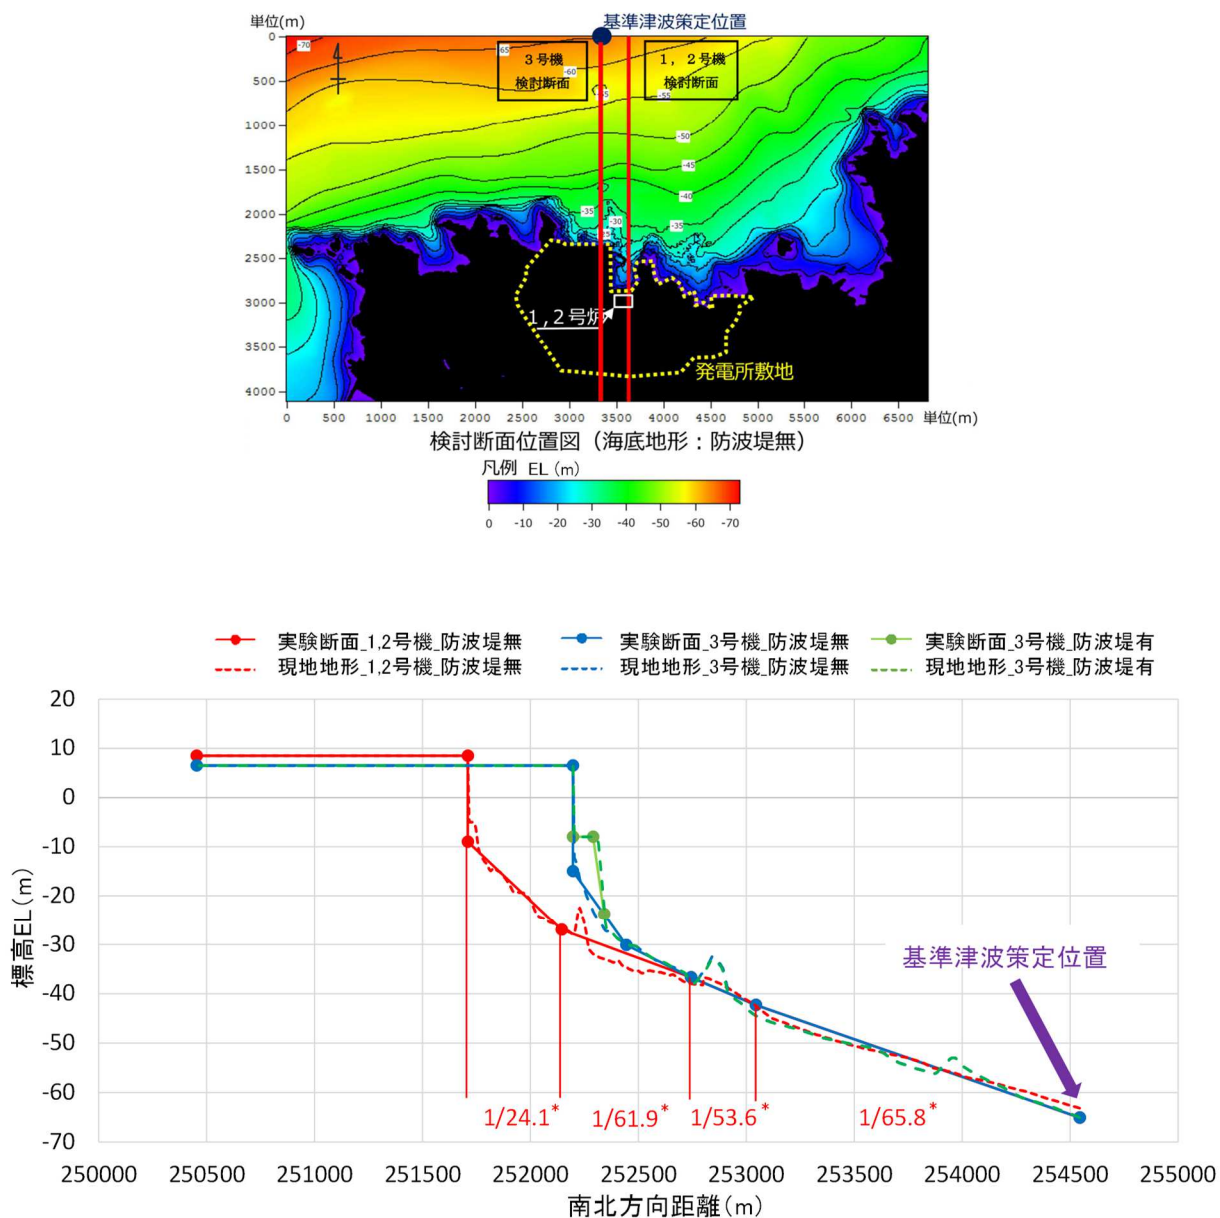 単位(m)
基準津波策定位置
0
500
1000
1500
2000
2500
3000
3500
4000
-70
65
-60
-55
-50
-45
-40
-35
-35
-30
3号機
検討断面
1，2号機
検討断面
1,2号炉
発電所敷地
0 500 1000 1500 2000 2500 3000 3500 4000 4500 5000 5500 6000 6500 単位(m)
検討断面位置図（海底地形：防波堤無）
凡例 EL（m）
0 -10 -20 -30 -40 -50 -60 -70
実験断面_1,2号機_防波堤無 実験断面_3号機_防波堤無 実験断面_3号機_防波堤有
現地地形_1,2号機_防波堤無 現地地形_3号機_防波堤無 現地地形_3号機_防波堤有
標高EL(m)
20
10
0
-10
-20
-30
-40
-50
-60
-70
基準津波策定位置
1/24.1* 1/61.9* 1/53.6* 1/65.8*
250000 250500 251000 251500 252000 252500 253000 253500 254000 254500 255000
南北方向距離(m)